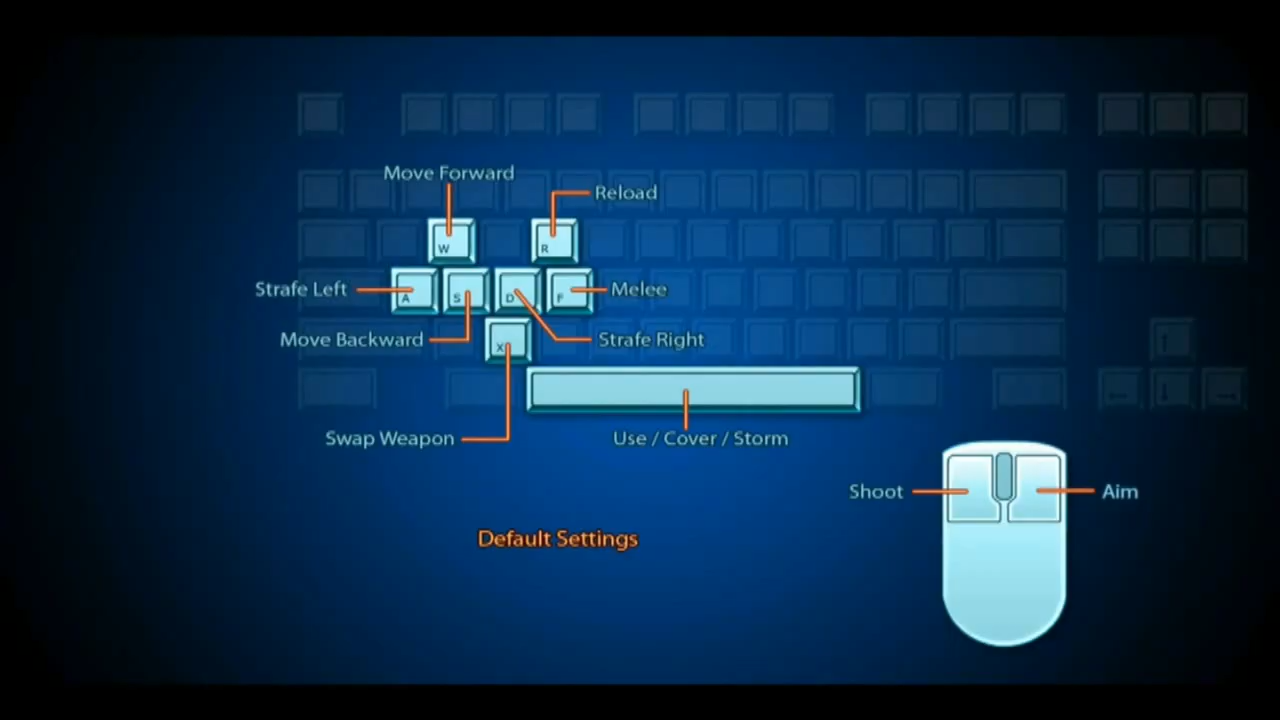 Move Forward
Reload
W
R
Strafe Left
A
S
D
F
Melee
Move Backward
X
Strafe Right
Swap Weapon
Use / Cover / Storm
Shoot
Aim
Default Settings